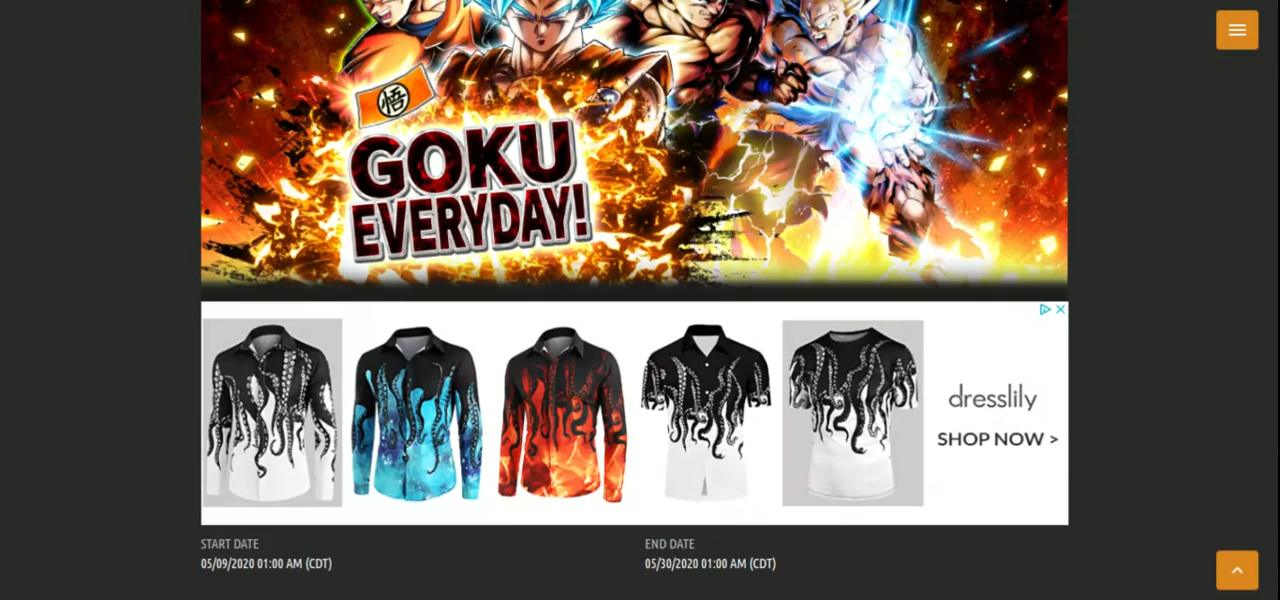 悟
GOKU
EVERYDAY!
dresslily
SHOP NOW >
START DATE
05/09/2020 01:00 AM (CDT)
END DATE
05/30/2020 01:00 AM (CDT)